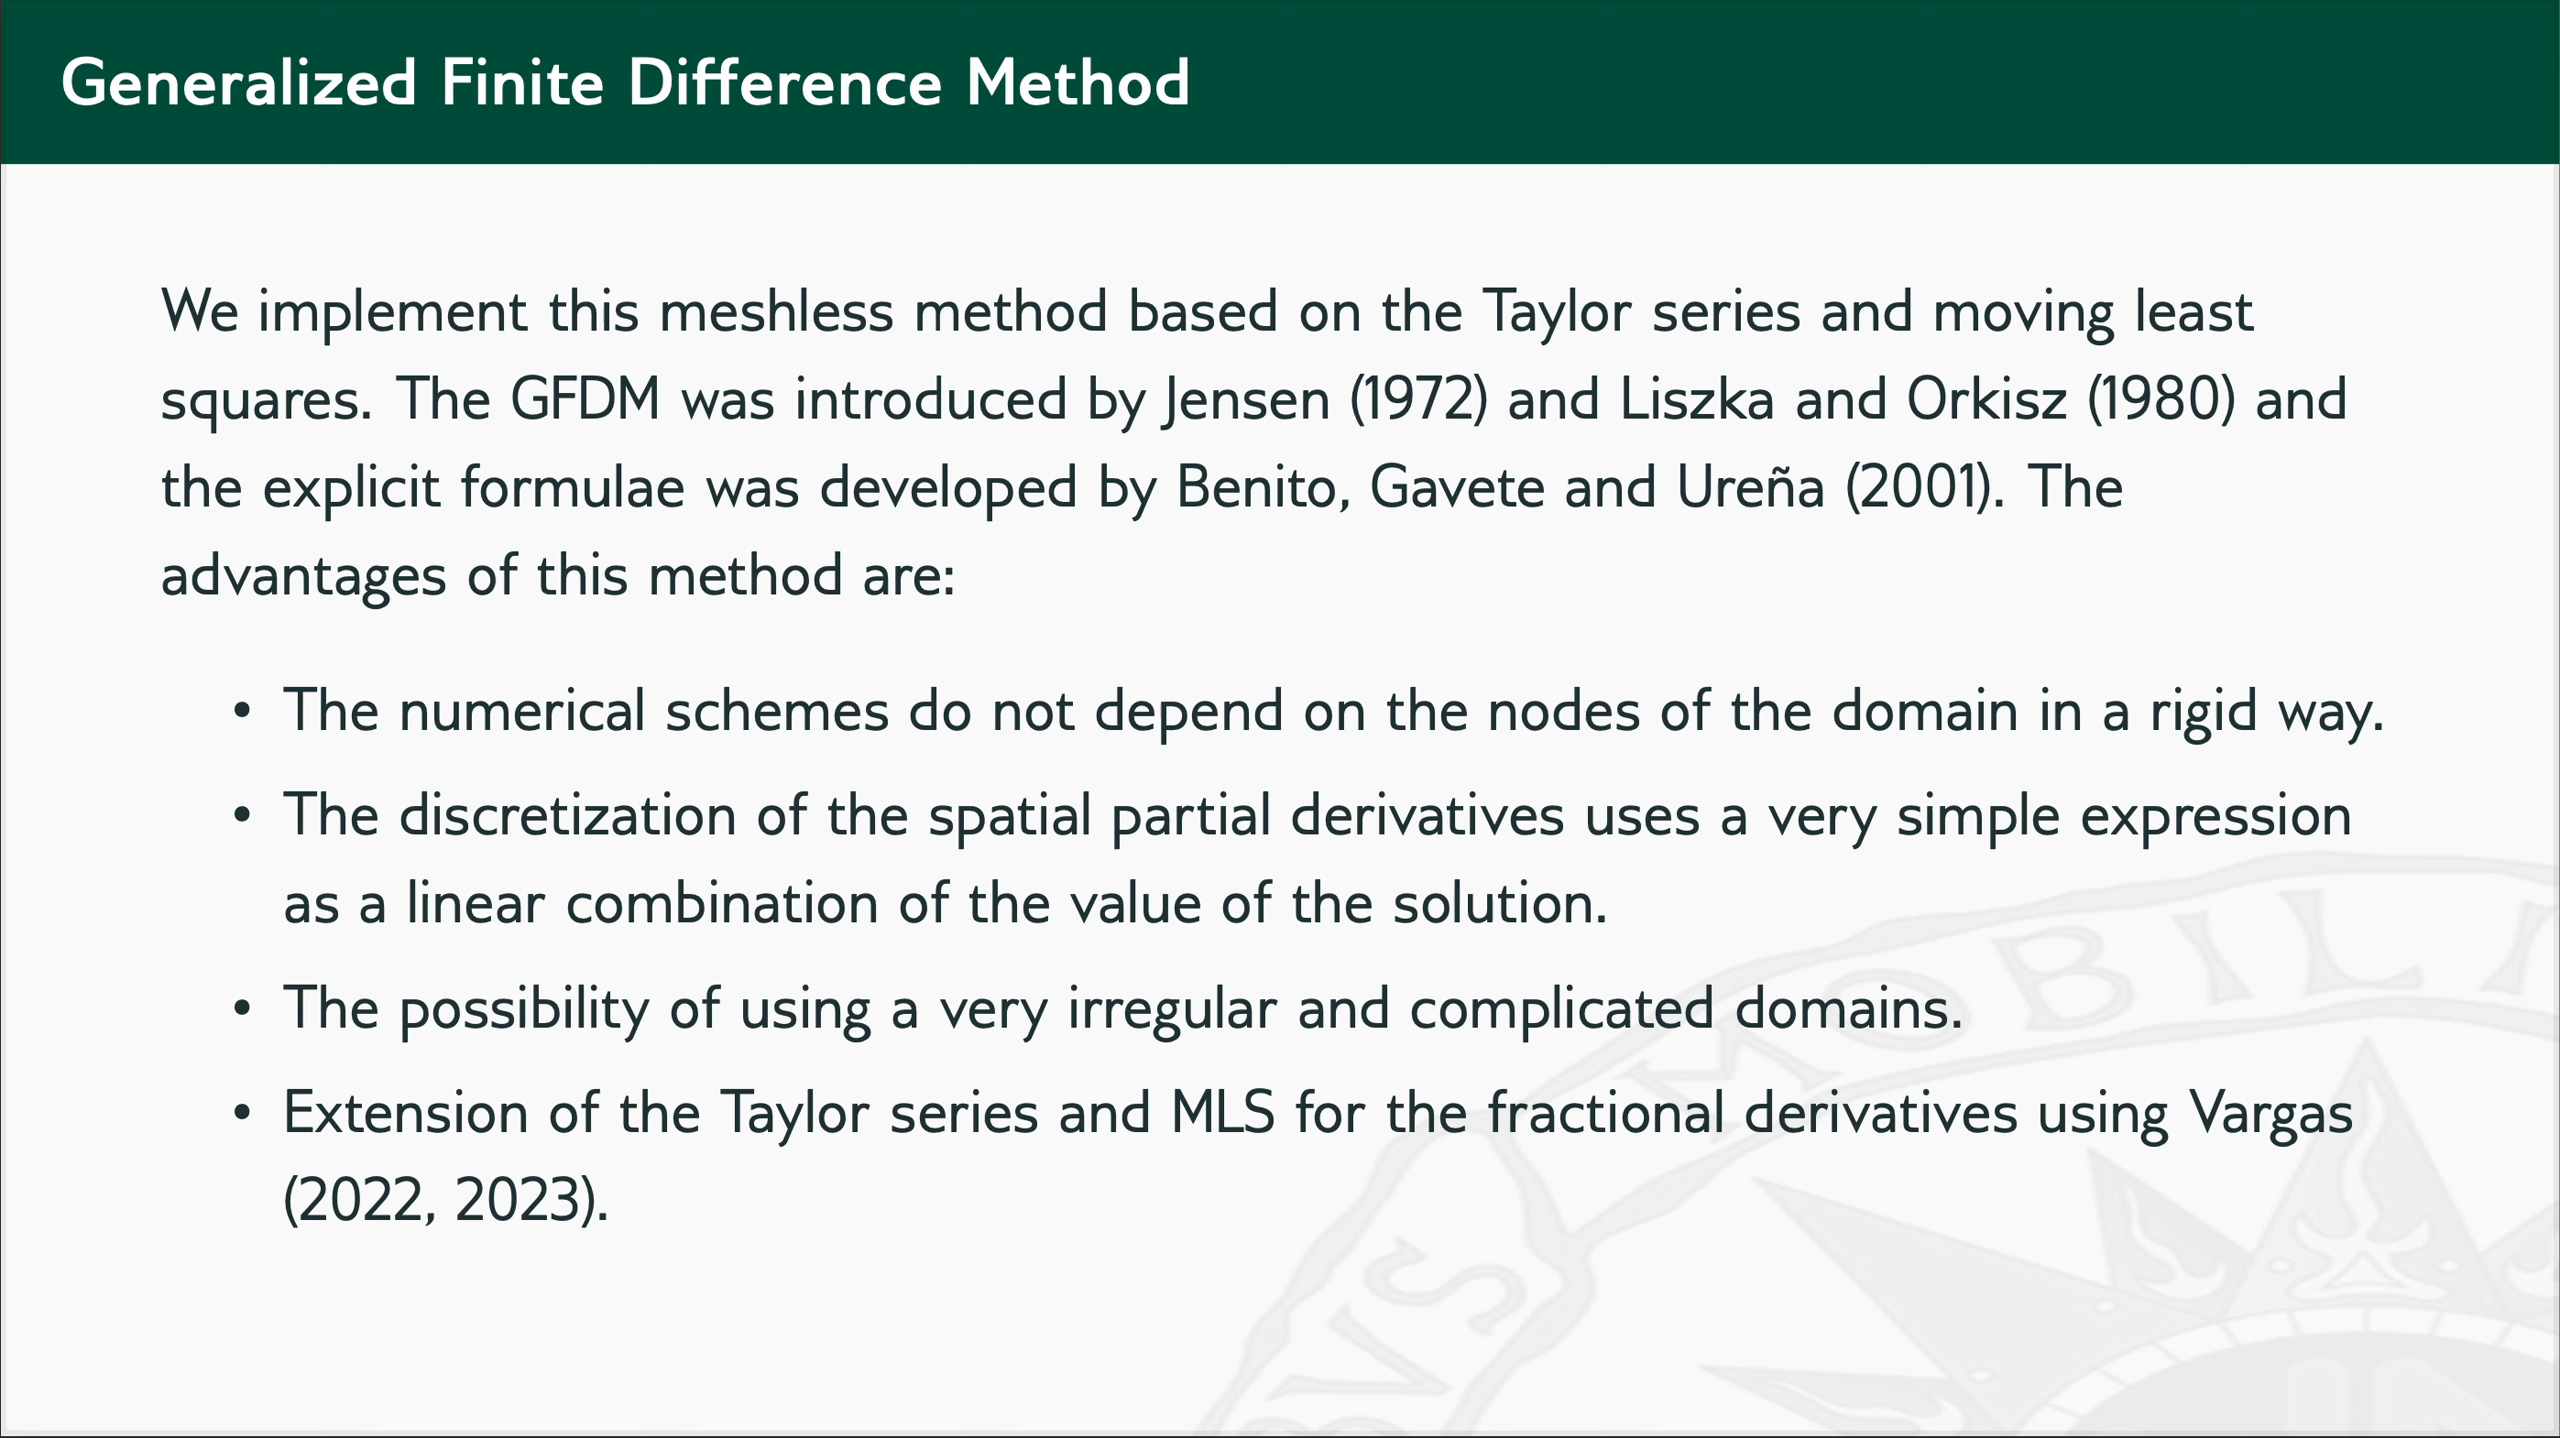 Generalized Finite Difference Method
We implement this meshless method based on the Taylor series and moving least
squares. The GFDM was introduced by Jensen (1972) and Liszka and Orkisz (1980) and
the explicit formulae was developed by Benito, Gavete and Ureña (2001). The
advantages of this method are:
• The numerical schemes do not depend on the nodes of the domain in a rigid way.
• The discretization of the spatial partial derivatives uses a very simple expression
as a linear combination of the value of the solution.
• The possibility of using a very irregular and complicated domains.
• Extension of the Taylor series and MLS for the fractional derivatives using Vargas
(2022, 2023).